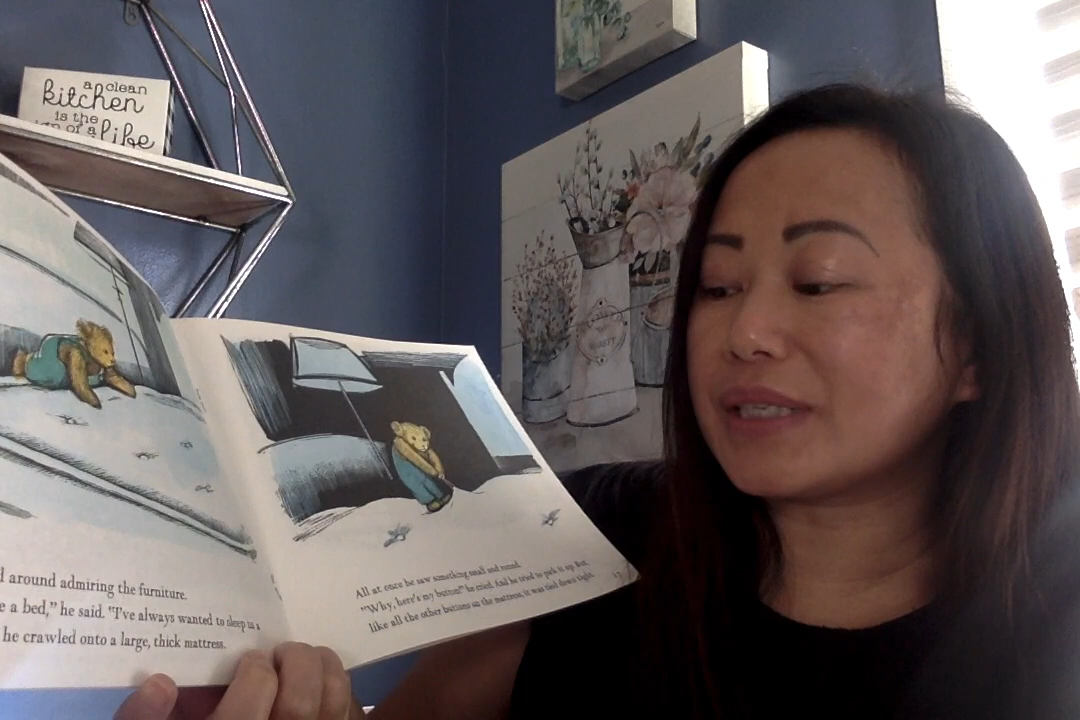 a clean
kitchen
is the
of a life
d around admiring the furniture.
e a bed," he said. "I've always wanted to sleep in a
he crawled onto a large, thick mattress.
All at once he saw something small and round.
"Why, here's my button!" he cried. And he tried to pick it up. But,
like all the other buttons on the mattress, it was tied down tight.